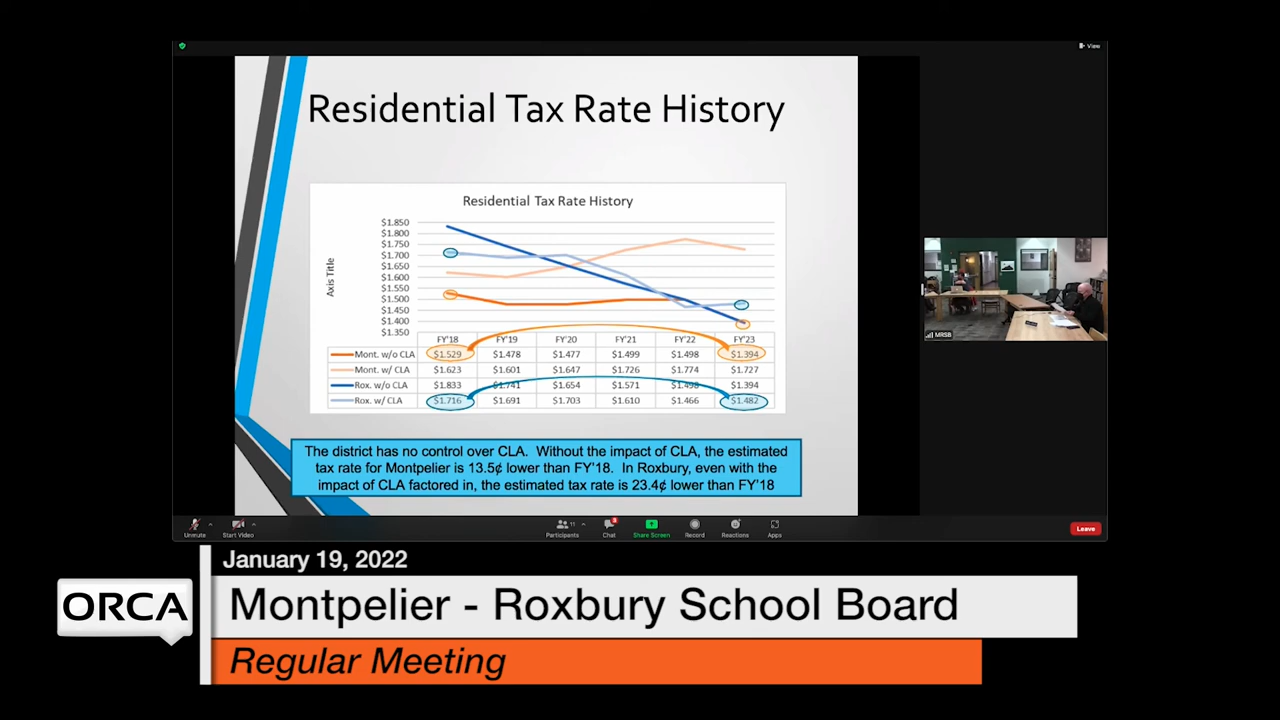 View
Residential Tax Rate History
Residential Tax Rate History
Axis Title
$1.850
$1.800
$1.750
$1.700
$1.650
$1.600
$1.550
$1.500
$1.450
$1.400
$1.350
FY'18 FY'19 FY'20 FY'21 FY'22 FY'23
Mont. w/o CLA $1.529 $1.478 $1.477 $1.499 $1.498 $1.394
Mont. w/ CLA $1.623 $1.601 $1.647 $1.726 $1.774 $1.727
Rox. w/o CLA $1.833 $1.741 $1.654 $1.571 $1.498 $1.394
Rox. w/ CLA $1.716 $1.691 $1.703 $1.610 $1.466 $1.482
The district has no control over CLA. Without the impact of CLA, the estimated
tax rate for Montpelier is 13.5¢ lower than FY'18. In Roxbury, even with the
impact of CLA factored in, the estimated tax rate is 23.4¢ lower than FY'18
MRSB
Unmute Start Video Participants 11 Chat Share Screen Record Reactions Apps Leave
January 19, 2022
ORCA
Montpelier - Roxbury School Board
Regular Meeting